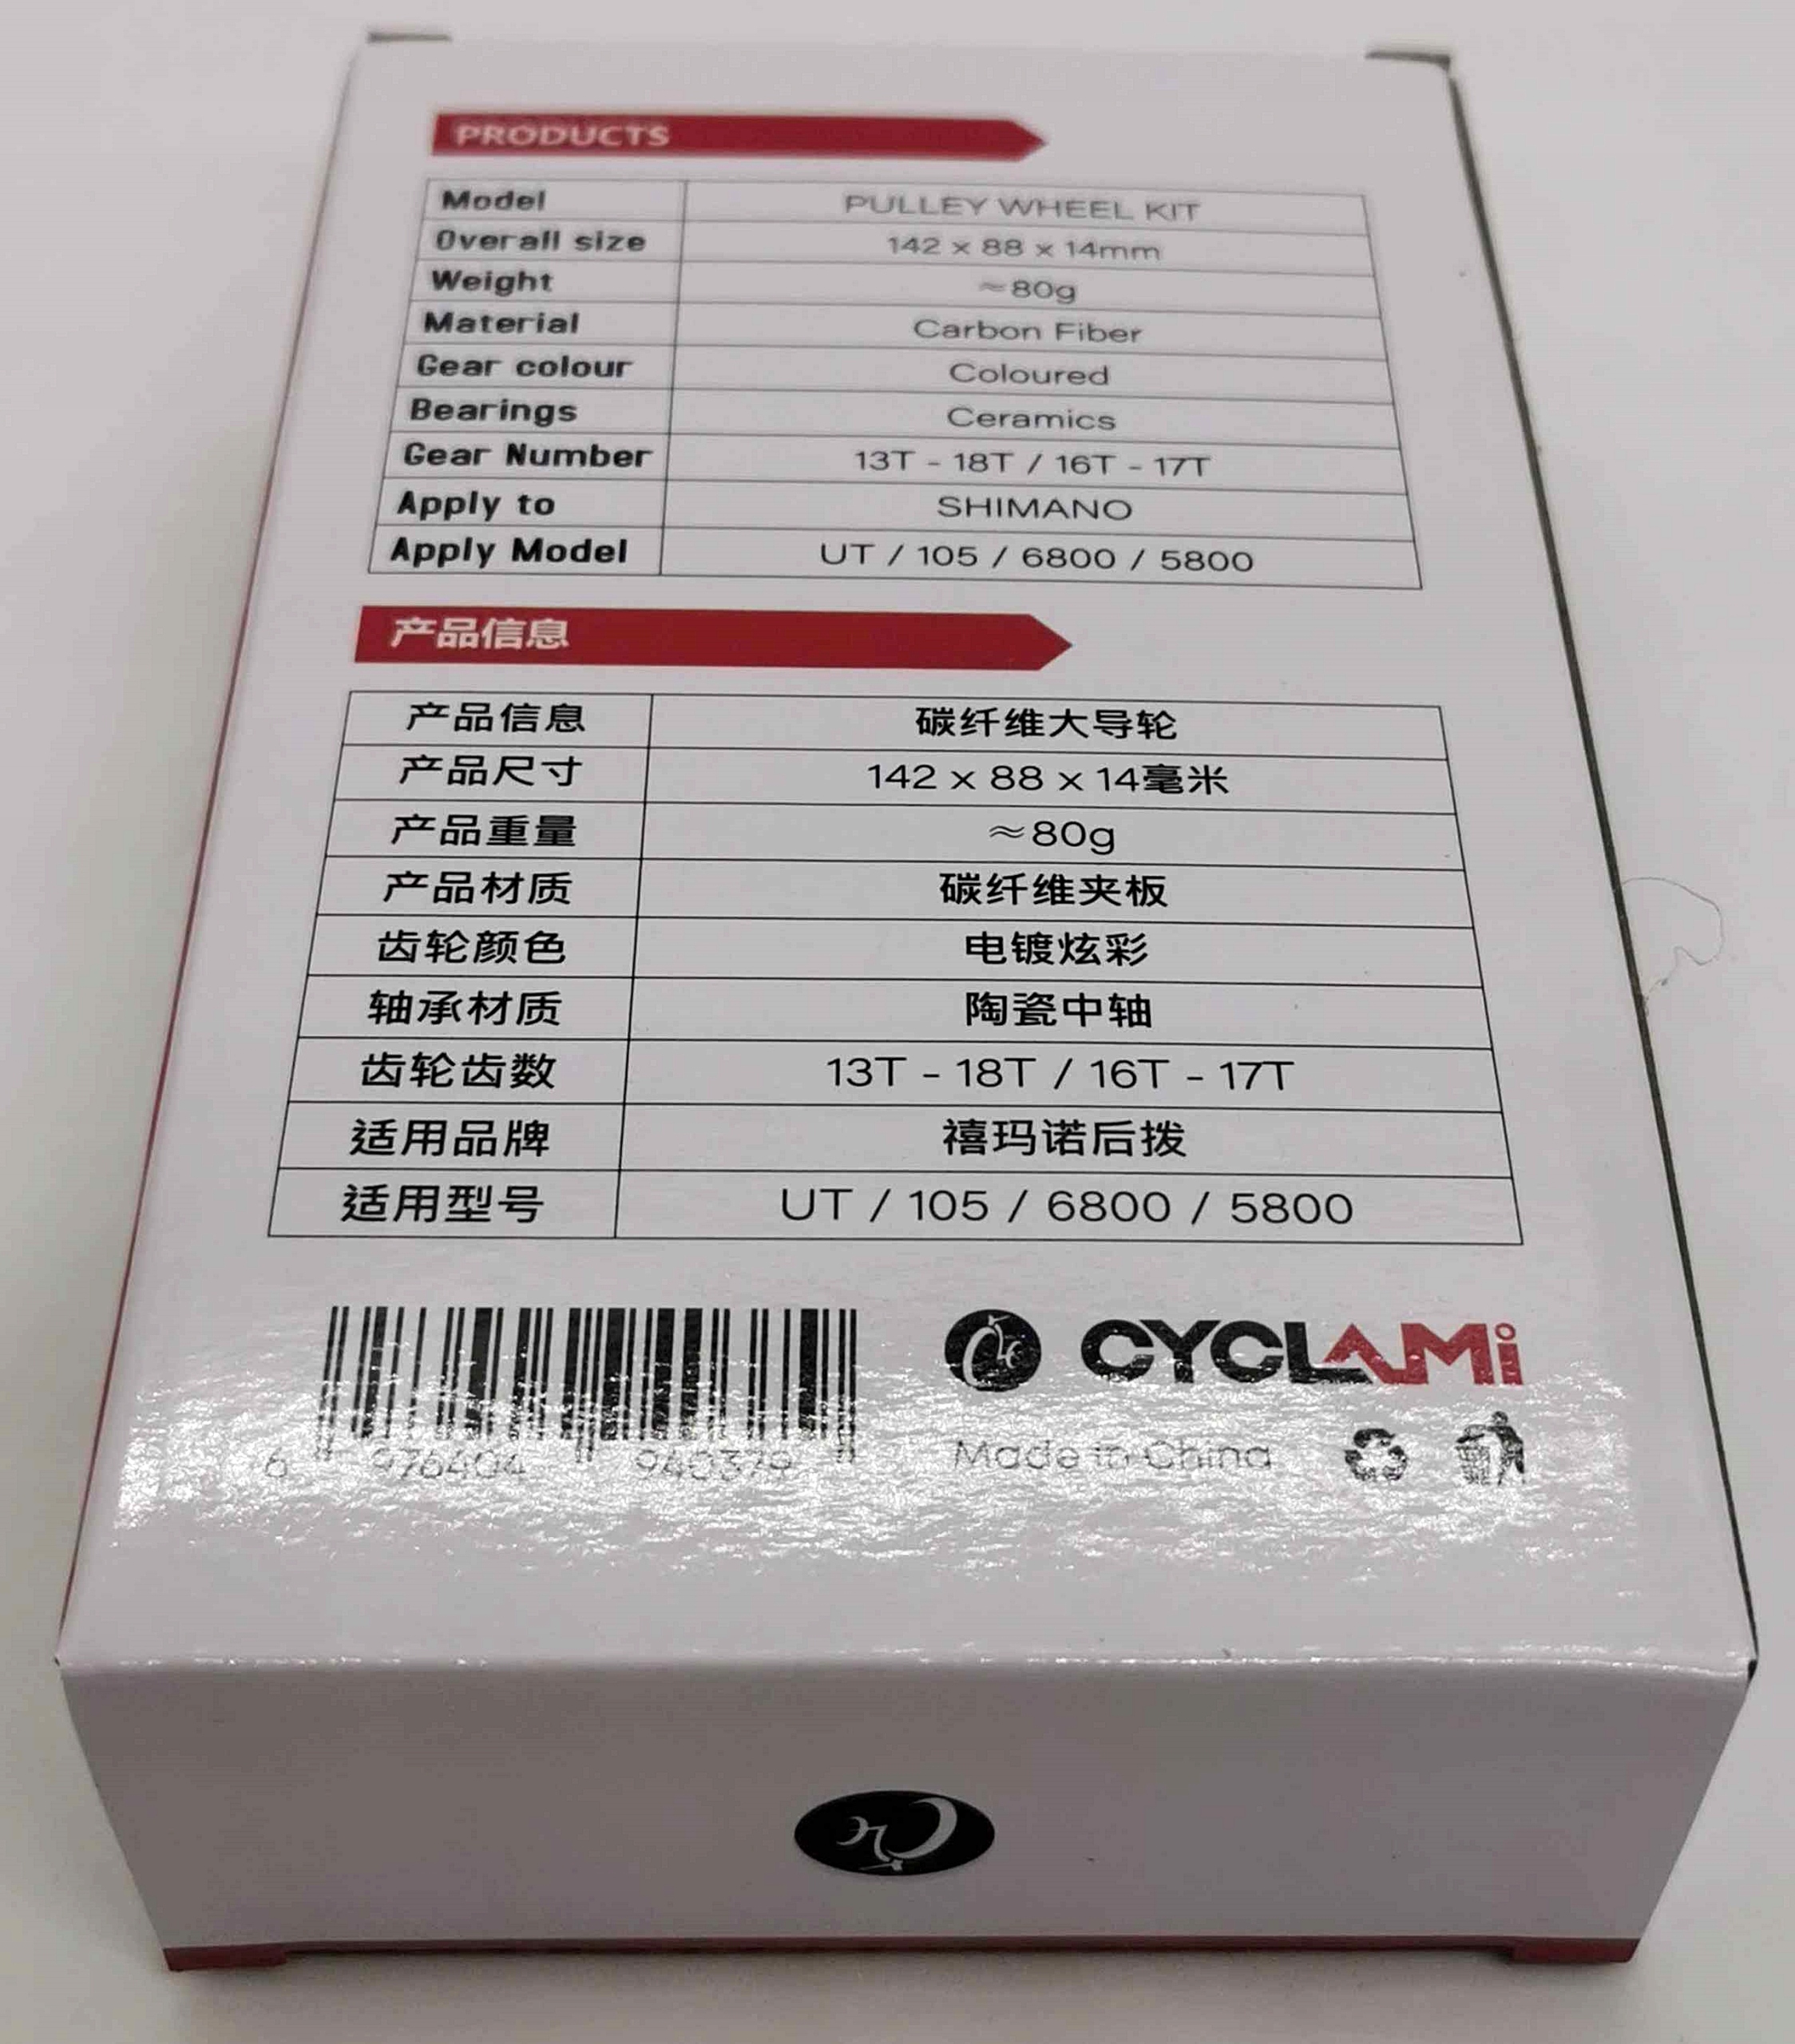 PRODUCTS
Model PULLEY WHEEL KIT
Overall size 142 x 88 x 14mm
Weight ≈80g
Material Carbon Fiber
Gear colour Coloured
Bearings Ceramics
Gear Number 13T - 18T / 16T - 17T
Apply to SHIMANO
Apply Model UT / 105 / 6800 / 5800
产品信息
产品信息 碳纤维大导轮
产品尺寸 142 x 88 x 14毫米
产品重量 ≈80g
产品材质 碳纤维夹板
齿轮颜色 电镀炫彩
轴承材质 陶瓷中轴
齿轮齿数 13T - 18T / 16T - 17T
适用品牌 禧玛诺后拨
适用型号 UT / 105 / 6800 / 5800
CYCLAMi
6 976404 940379 Made in China